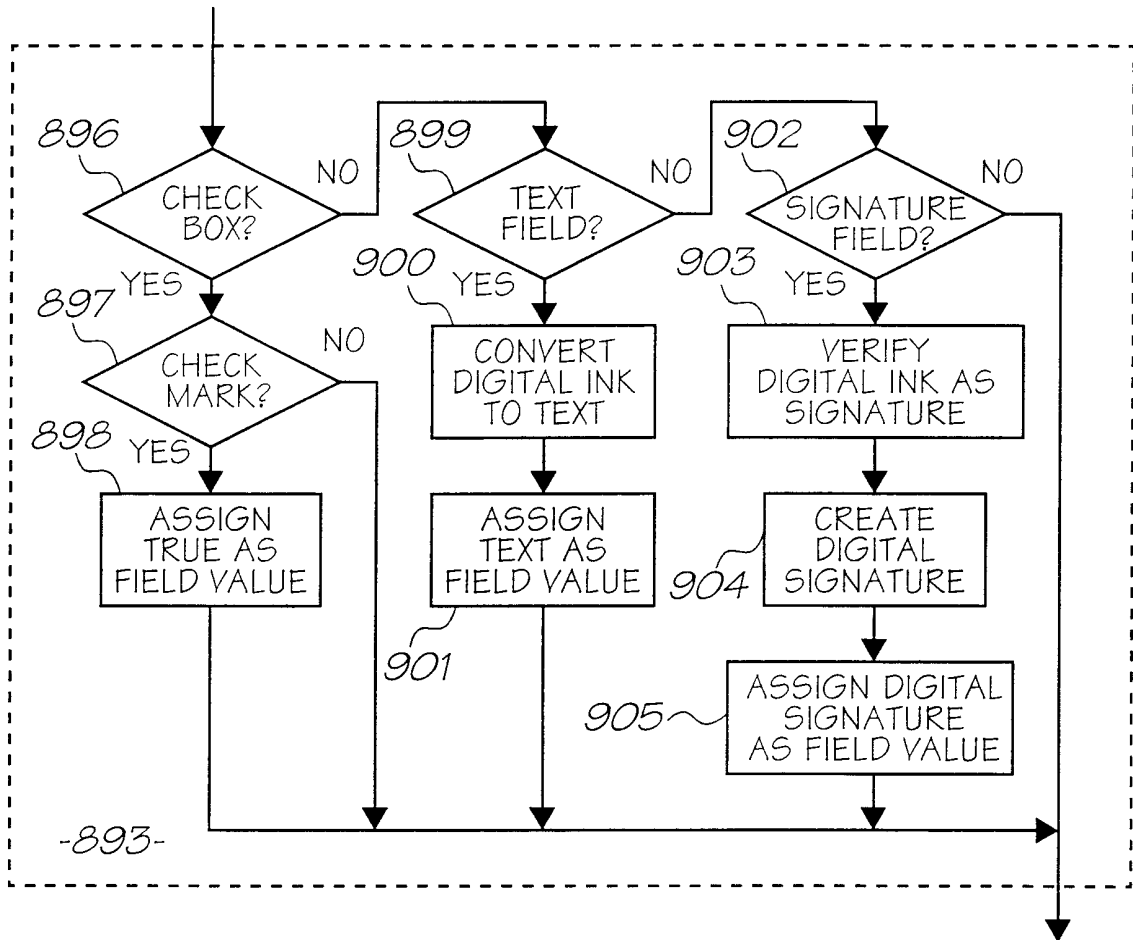 896
CHECK
BOX?
NO
YES
899
TEXT
FIELD?
NO
YES
902
SIGNATURE
FIELD?
NO
YES
897
CHECK
MARK?
NO
YES
900
CONVERT
DIGITAL INK
TO TEXT
903
VERIFY
DIGITAL INK AS
SIGNATURE
898
ASSIGN
TRUE AS
FIELD VALUE
ASSIGN
TEXT AS
FIELD VALUE
901
CREATE
DIGITAL
SIGNATURE
904
905
ASSIGN DIGITAL
SIGNATURE
AS FIELD VALUE
-893-